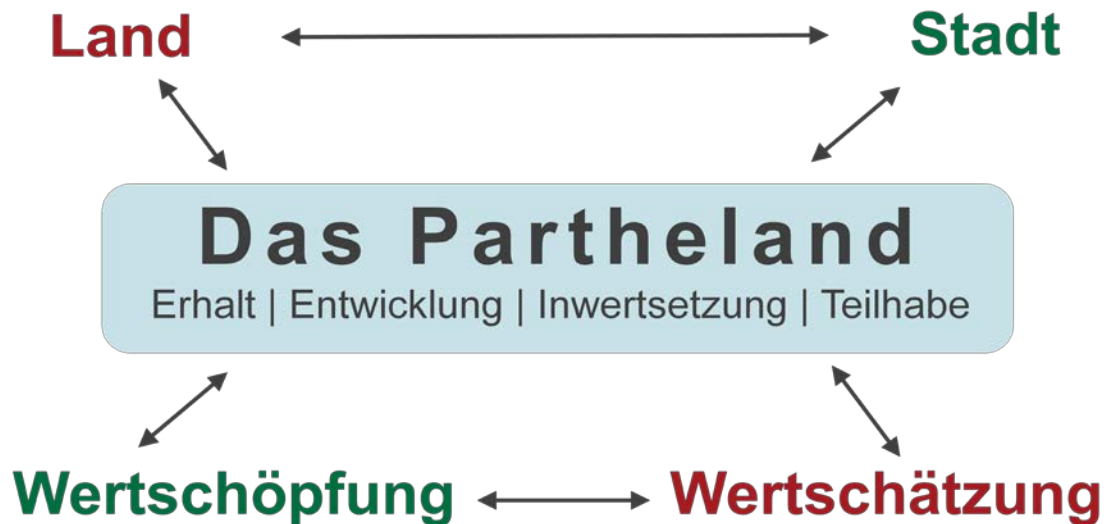 Land Stadt
Das Partheland
Erhalt | Entwicklung | Inwertsetzung | Teilhabe
Wertschöpfung Wertschätzung